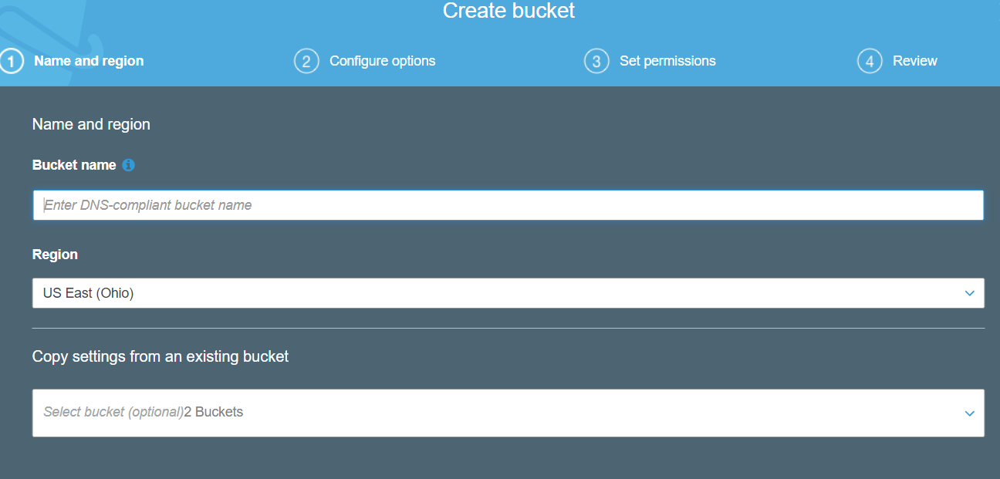 Create bucket
1 Name and region 2 Configure options 3 Set permissions 4 Review
Name and region
Bucket name i
Enter DNS-compliant bucket name
Region
US East (Ohio)
Copy settings from an existing bucket
Select bucket (optional)2 Buckets